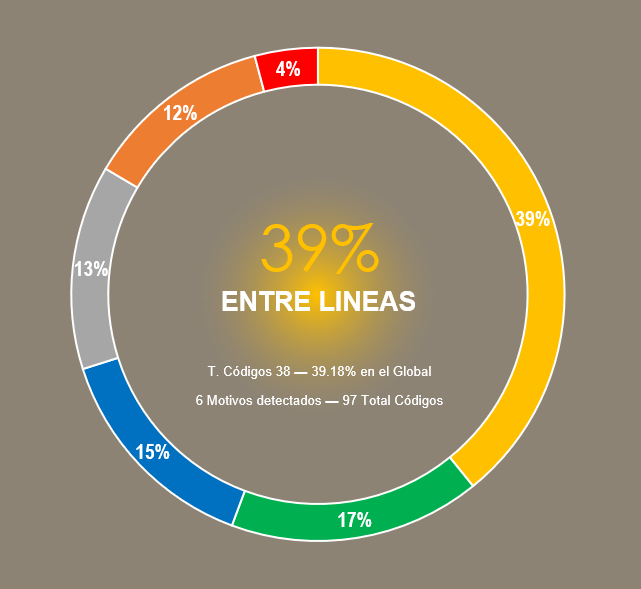 4%
12%
39%
13%
39%
ENTRE LINEAS
T. Códigos 38 — 39.18% en el Global
6 Motivos detectados — 97 Total Códigos
15%
17%